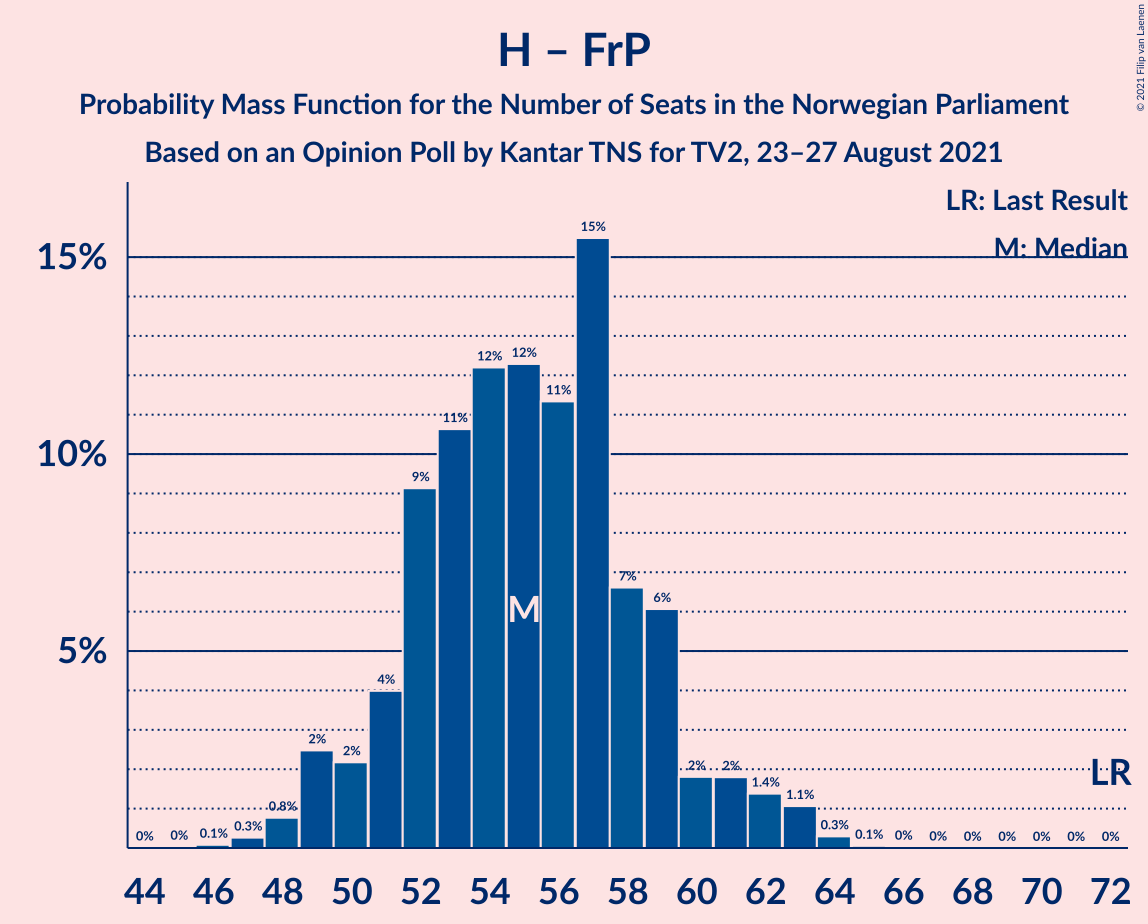 H – FrP
Probability Mass Function for the Number of Seats in the Norwegian Parliament
Based on an Opinion Poll by Kantar TNS for TV2, 23–27 August 2021
© 2021 Filip van Laenen
LR: Last Result
M: Median
15%
10%
5%
0% 0% 0.1% 0.3% 0.8% 2% 2% 4% 9% 11% 12% 12% 11% 15% 7% 6% 2% 2% 1.4% 1.1% 0.3% 0.1% 0% 0% 0% 0% 0% 0% 0%
M
LR
44 46 48 50 52 54 56 58 60 62 64 66 68 70 72